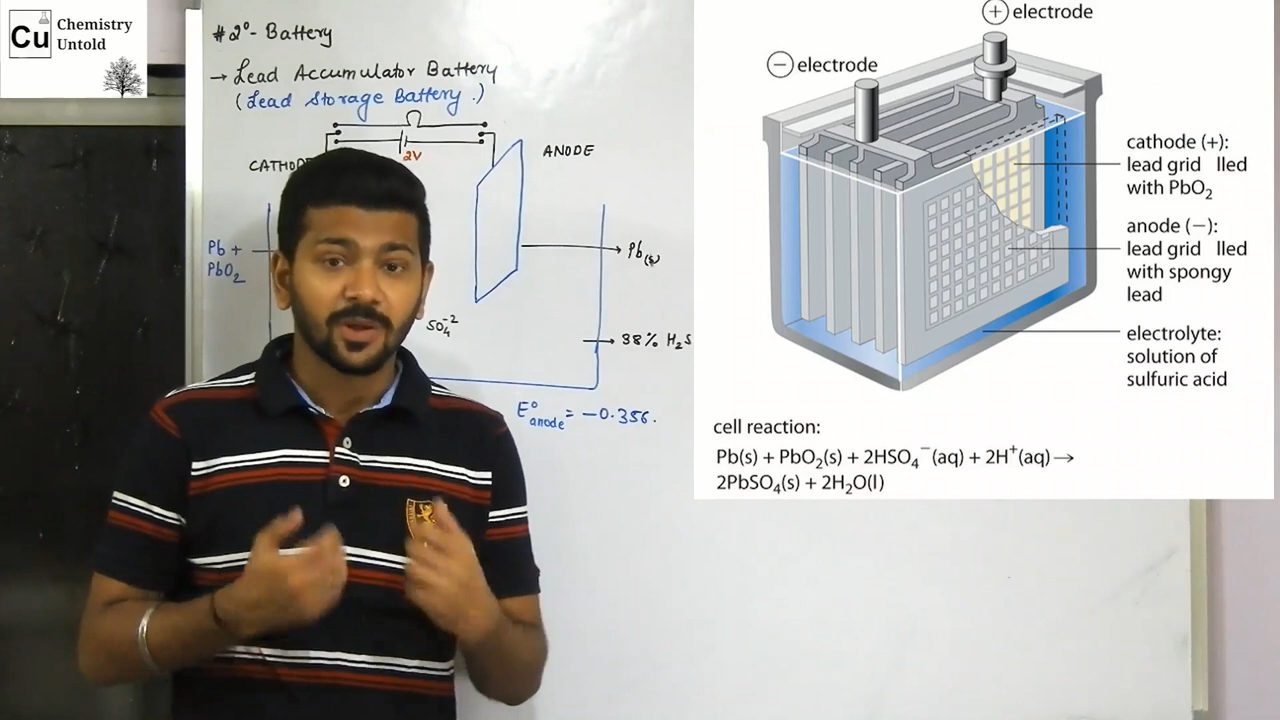 Cu
Chemistry
Untold
#2°- Battery
→ Lead Accumulator Battery
(Lead Storage Battery.)
2V
ANODE
Pb +
PbO₂
Pb(s)
SO₄⁻²
38% H₂S
E°anode = -0.356.
+ electrode
− electrode
cathode (+):
lead grid lled
with PbO₂
anode (−):
lead grid lled
with spongy
lead
electrolyte:
solution of
sulfuric acid
cell reaction:
Pb(s) + PbO₂(s) + 2HSO₄⁻(aq) + 2H⁺(aq) →
2PbSO₄(s) + 2H₂O(l)